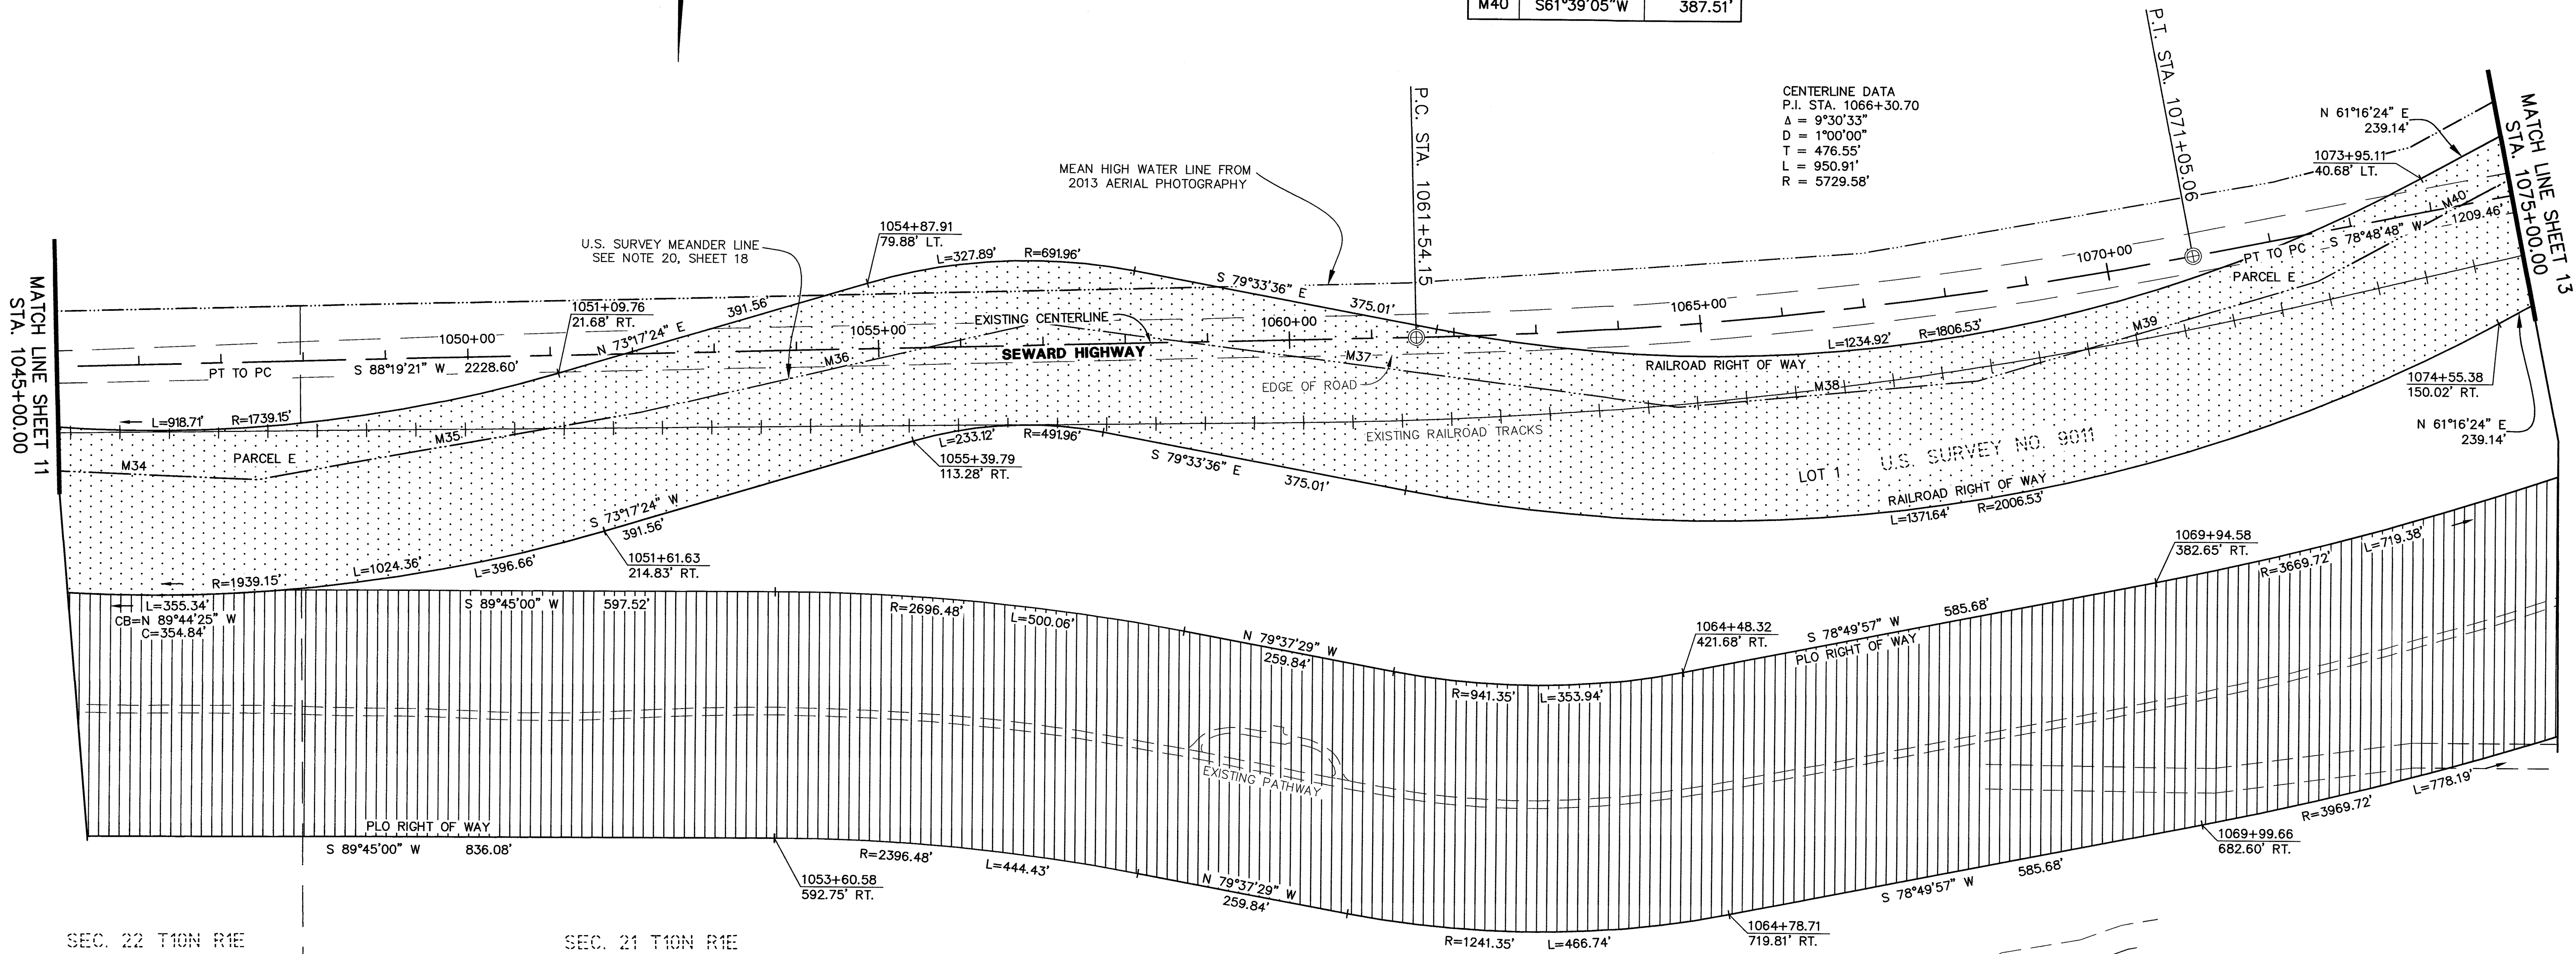 M40 S61°39'05"W 387.51'
MATCH LINE SHEET 11
STA. 1045+00.00
MATCH LINE SHEET 13
STA. 1075+00.00
P.C. STA. 1061+54.15
P.T. STA. 1071+05.06
CENTERLINE DATA
P.I. STA. 1066+30.70
Δ = 9°30'33"
D = 1°00'00"
T = 476.55'
L = 950.91'
R = 5729.58'
N 61°16'24" E
239.14'
1073+95.11
40.68' LT.
MEAN HIGH WATER LINE FROM
2013 AERIAL PHOTOGRAPHY
U.S. SURVEY MEANDER LINE
SEE NOTE 20, SHEET 18
1054+87.91
79.88' LT.
L=327.89' R=691.96'
S 79°33'36" E
375.01'
1051+09.76
21.68' RT.
N 73°17'24" E
391.56'
1050+00
1055+00
1060+00
1065+00
1070+00
EXISTING CENTERLINE
SEWARD HIGHWAY
PT TO PC
S 88°19'21" W 2228.60'
M40
1209.46'
S 78°48'48" W
PT TO PC
PARCEL E
M36
M37
M39
M38
EDGE OF ROAD
L=1234.92' R=1806.53'
RAILROAD RIGHT OF WAY
L=918.71' R=1739.15'
M35
M34
PARCEL E
EXISTING RAILROAD TRACKS
L=233.12' R=491.96'
1055+39.79
113.28' RT.
S 79°33'36" E
375.01'
1074+55.38
150.02' RT.
N 61°16'24" E
239.14'
LOT 1 U.S. SURVEY NO. 9011
RAILROAD RIGHT OF WAY
L=1371.64' R=2006.53'
S 73°17'24" W
391.56'
1051+61.63
214.83' RT.
R=1939.15' L=1024.36' L=396.66'
L=355.34'
CB=N 89°44'25" W
C=354.84'
S 89°45'00" W 597.52'
R=2696.48' L=500.06'
N 79°37'29" W
259.84'
R=941.35' L=353.94'
1064+48.32
421.68' RT.
S 78°49'57" W 585.68'
PLO RIGHT OF WAY
1069+94.58
382.65' RT.
R=3669.72' L=719.38'
EXISTING PATHWAY
PLO RIGHT OF WAY
S 89°45'00" W 836.08'
1053+60.58
592.75' RT.
R=2396.48' L=444.43'
N 79°37'29" W
259.84'
R=1241.35' L=466.74'
1064+78.71
719.81' RT.
S 78°49'57" W 585.68'
1069+99.66
682.60' RT.
R=3969.72' L=778.19'
SEC. 22 T10N R1E
SEC. 21 T10N R1E